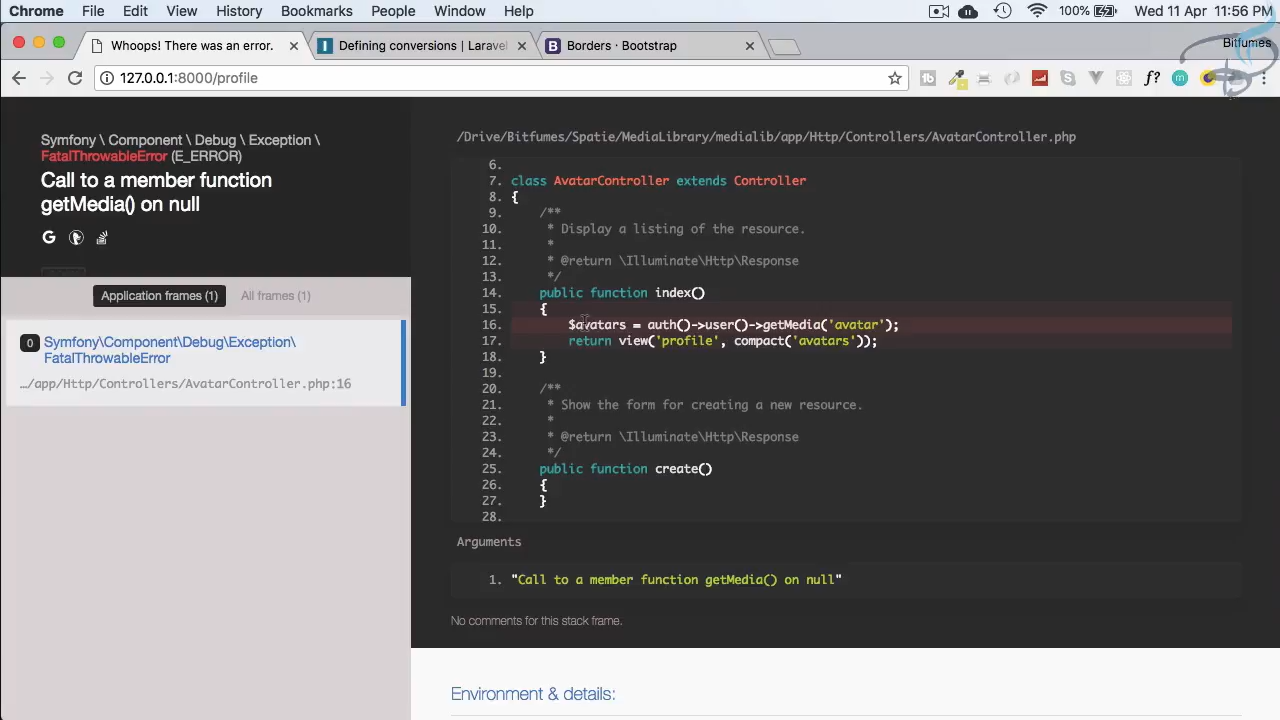 Chrome File Edit View History Bookmarks People Window Help 100% Wed 11 Apr 11:56 PM
Whoops! There was an error. Defining conversions | Laravel Borders · Bootstrap Bitfumes
127.0.0.1:8000/profile
Symfony \ Component \ Debug \ Exception \
FatalThrowableError (E_ERROR)
Call to a member function
getMedia() on null
Application frames (1) All frames (1)
0 Symfony\Component\Debug\Exception\
FatalThrowableError
…/app/Http/Controllers/AvatarController.php:16
/Drive/Bitfumes/Spatie/MediaLibrary/medialib/app/Http/Controllers/AvatarController.php
6.
7. class AvatarController extends Controller
8. {
9. /**
10. * Display a listing of the resource.
11. *
12. * @return \Illuminate\Http\Response
13. */
14. public function index()
15. {
16. $avatars = auth()->user()->getMedia('avatar');
17. return view('profile', compact('avatars'));
18. }
19.
20. /**
21. * Show the form for creating a new resource.
22. *
23. * @return \Illuminate\Http\Response
24. */
25. public function create()
26. {
27. }
28.
Arguments
1. "Call to a member function getMedia() on null"
No comments for this stack frame.
Environment & details: